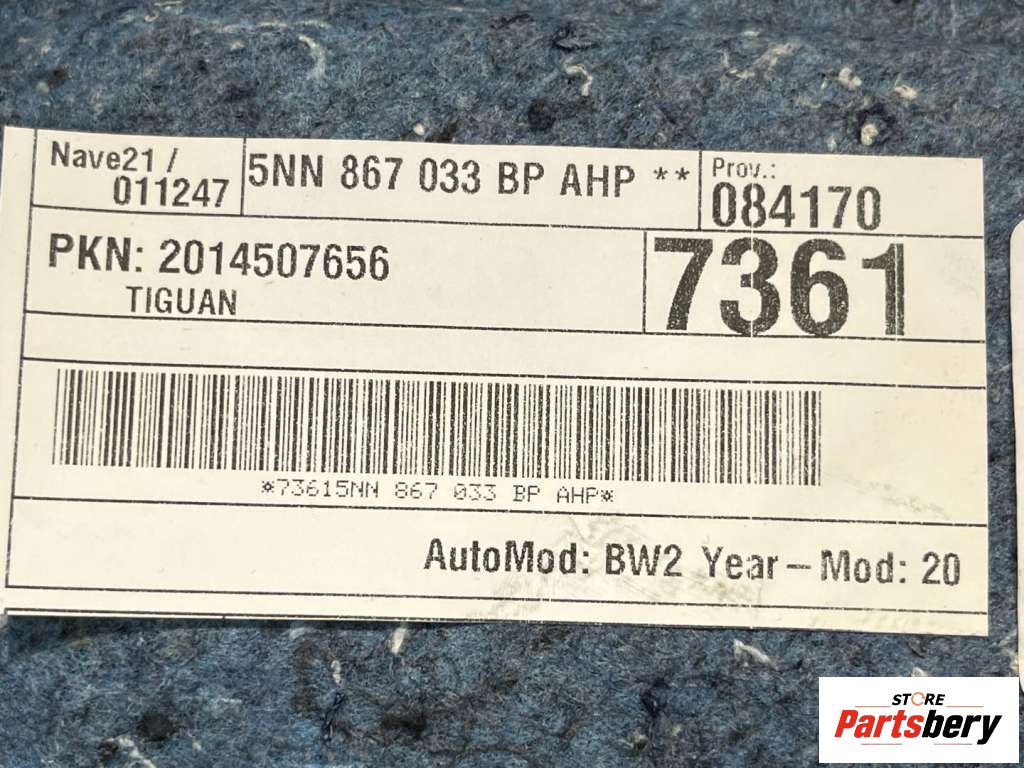 Nave21 /
011247
5NN 867 033 BP AHP **
Prov.:
084170
PKN: 2014507656
TIGUAN
7361
*73615NN 867 033 BP AHP*
AutoMod: BW2 Year-Mod: 20
STORE
Partsbery